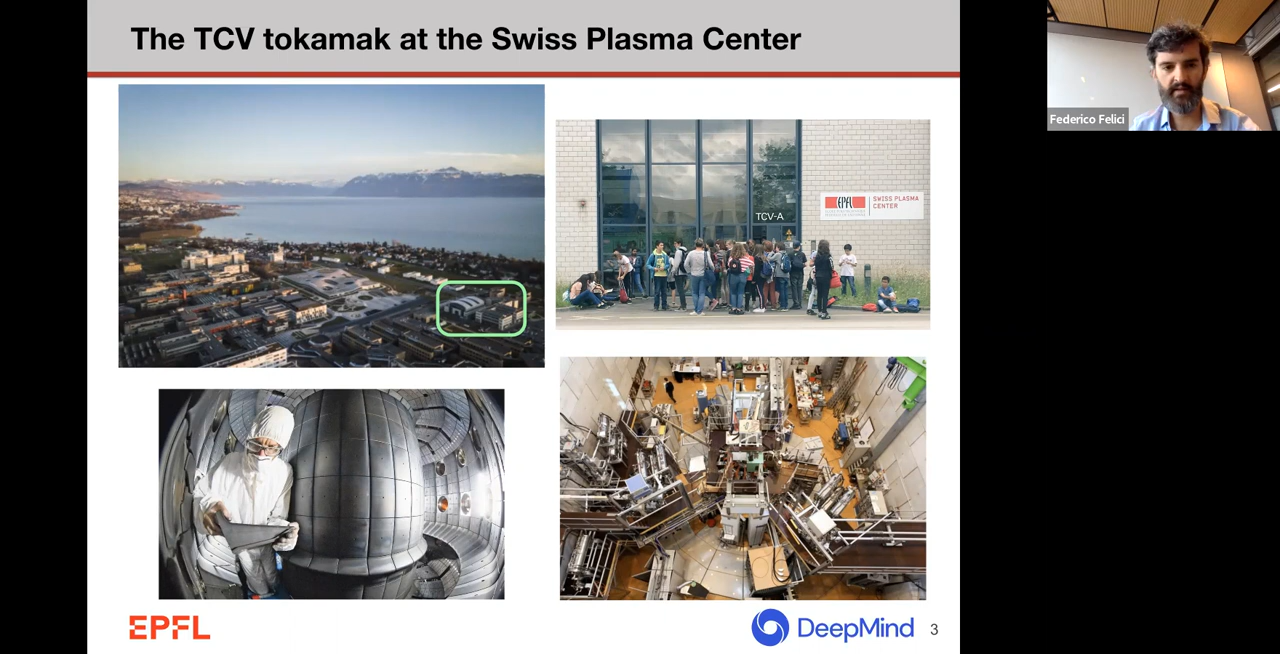 The TCV tokamak at the Swiss Plasma Center
Federico Felici
TCV-A
EPFL
SWISS PLASMA
CENTER
EPFL
DeepMind
3